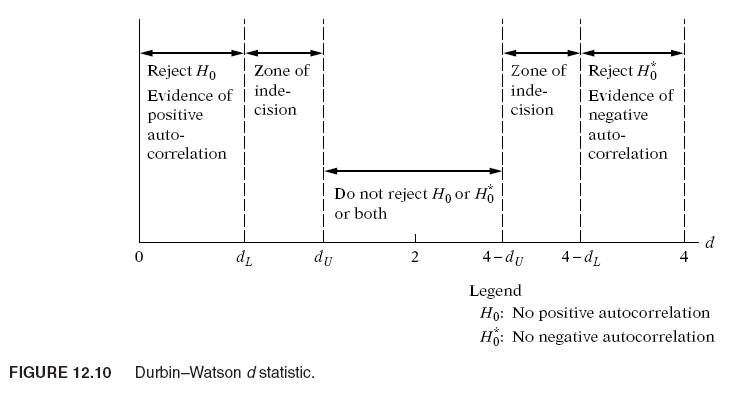 Reject H0
Evidence of
positive
auto-
correlation
Zone of
inde-
cision
Do not reject H0 or H0*
or both
Zone of
inde-
cision
Reject H0*
Evidence of
negative
auto-
correlation
0 dL dU 2 4–dU 4–dL 4 d
Legend
H0: No positive autocorrelation
H0*: No negative autocorrelation
FIGURE 12.10 Durbin–Watson d statistic.